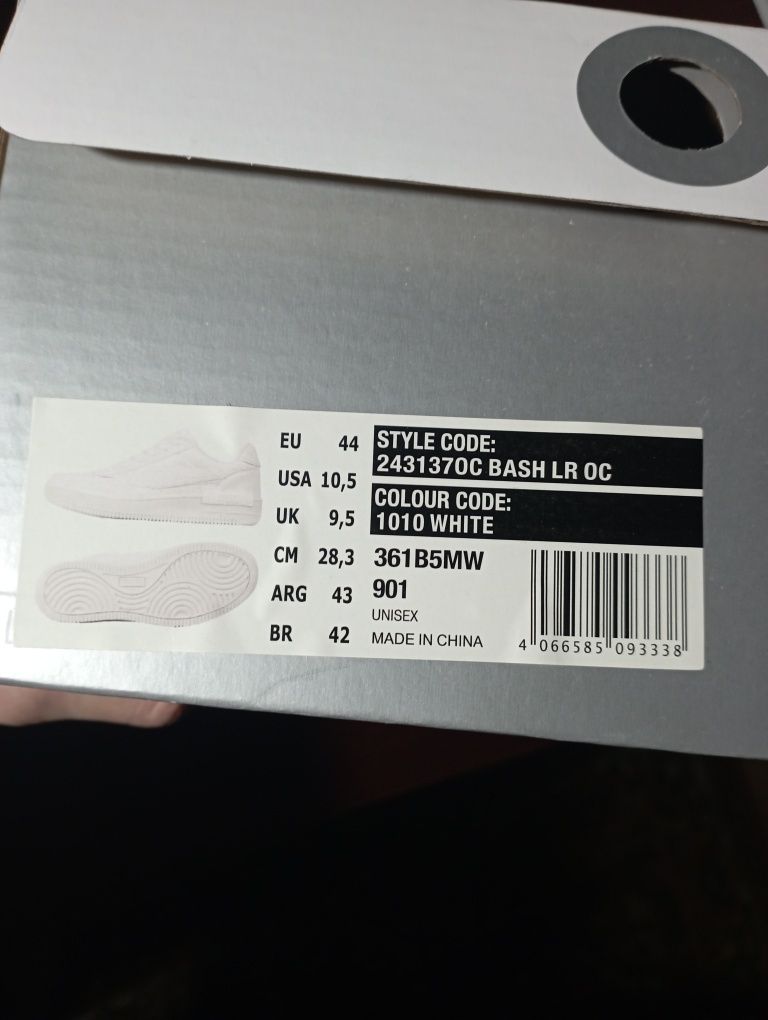 EU 44
USA 10,5
UK 9,5
CM 28,3
ARG 43
BR 42
STYLE CODE:
2431370C BASH LR OC
COLOUR CODE:
1010 WHITE
361B5MW
901
UNISEX
MADE IN CHINA
4 066585 093338